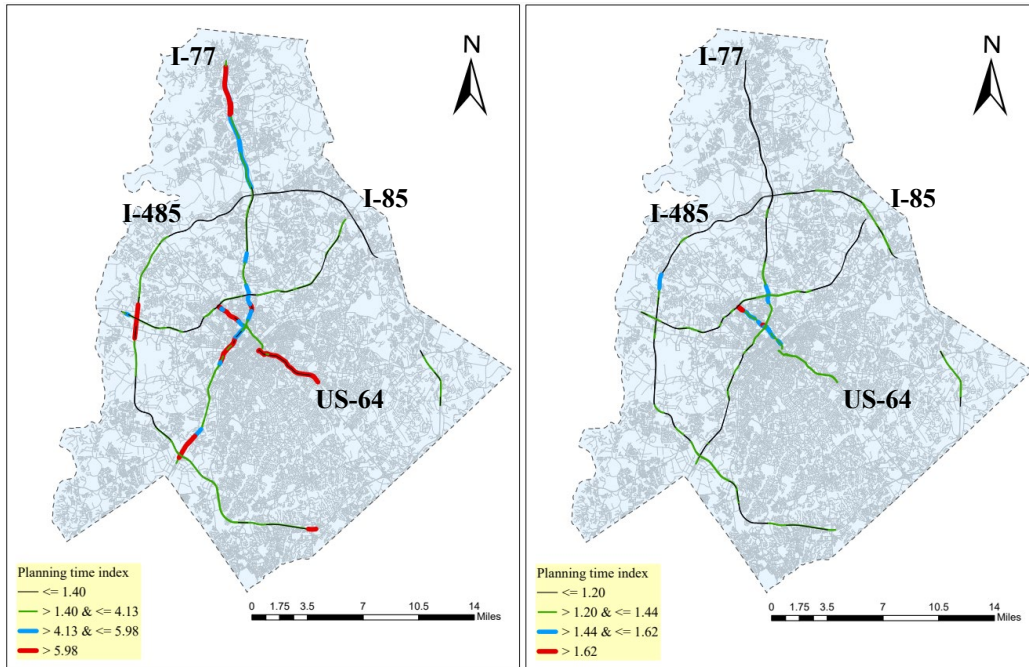 I-77
N
I-485
I-85
US-64
Planning time index
<= 1.40
> 1.40 & <= 4.13
> 4.13 & <= 5.98
> 5.98
0 1.75 3.5 7 10.5 14
Miles
I-77
N
I-485
I-85
US-64
Planning time index
<= 1.20
> 1.20 & <= 1.44
> 1.44 & <= 1.62
> 1.62
0 1.75 3.5 7 10.5 14
Miles